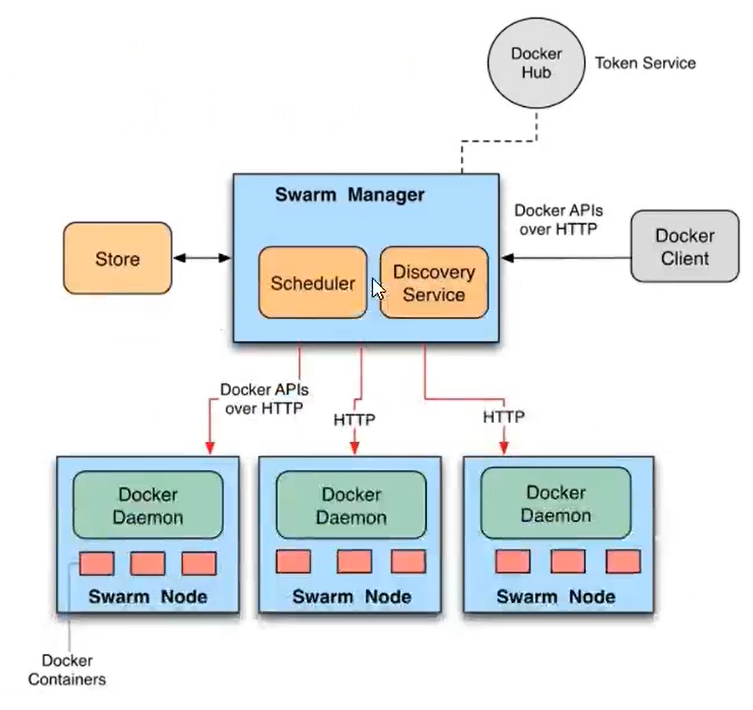 Docker
Hub
Token Service
Swarm Manager
Docker APIs
over HTTP
Store
Scheduler
Discovery
Service
Docker
Client
Docker APIs
over HTTP
HTTP
HTTP
Docker
Daemon
Docker
Daemon
Docker
Daemon
Swarm Node
Swarm Node
Swarm Node
Docker
Containers